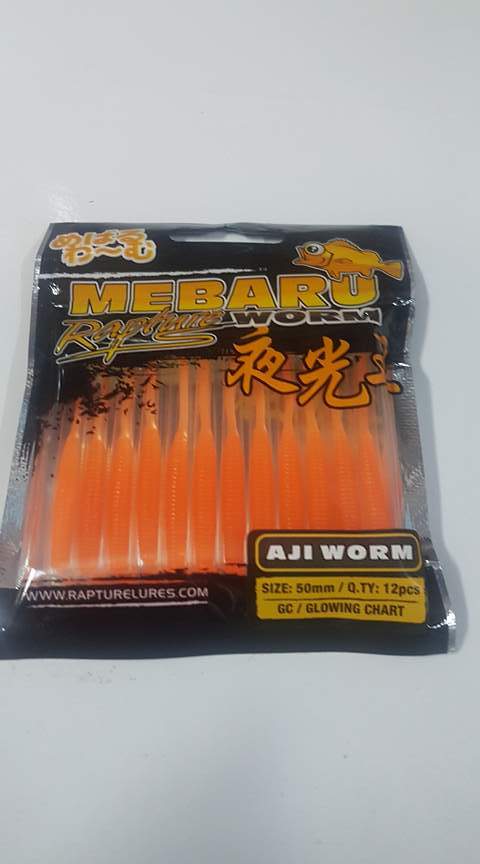 めばる
わ〜む
MEBARU
Rapture WORM
夜光
AJI WORM
SIZE: 50mm / Q.TY: 12pcs
GC / GLOWING CHART
WWW.RAPTURELURES.COM